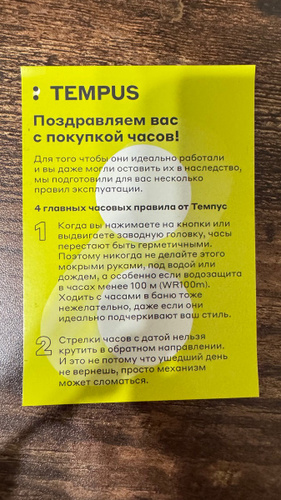 : TEMPUS
Поздравляем вас
с покупкой часов!
Для того чтобы они идеально работали
и вы даже могли оставить их в наследство,
мы подготовили для вас несколько
правил эксплуатации.
4 главных часовых правила от Темпус
1 Когда вы нажимаете на кнопки или
выдвигаете заводную головку, часы
перестают быть герметичными.
Поэтому никогда не делайте этого
мокрыми руками, под водой или
дождем, а особенно если водозащита
в часах менее 100 м (WR100m).
Ходить с часами в баню тоже
нежелательно, даже если они
идеально подчеркивают ваш стиль.
2 Стрелки часов с датой нельзя
крутить в обратном направлении.
И это не потому что ушедший день
не вернешь, просто механизм
может сломаться.